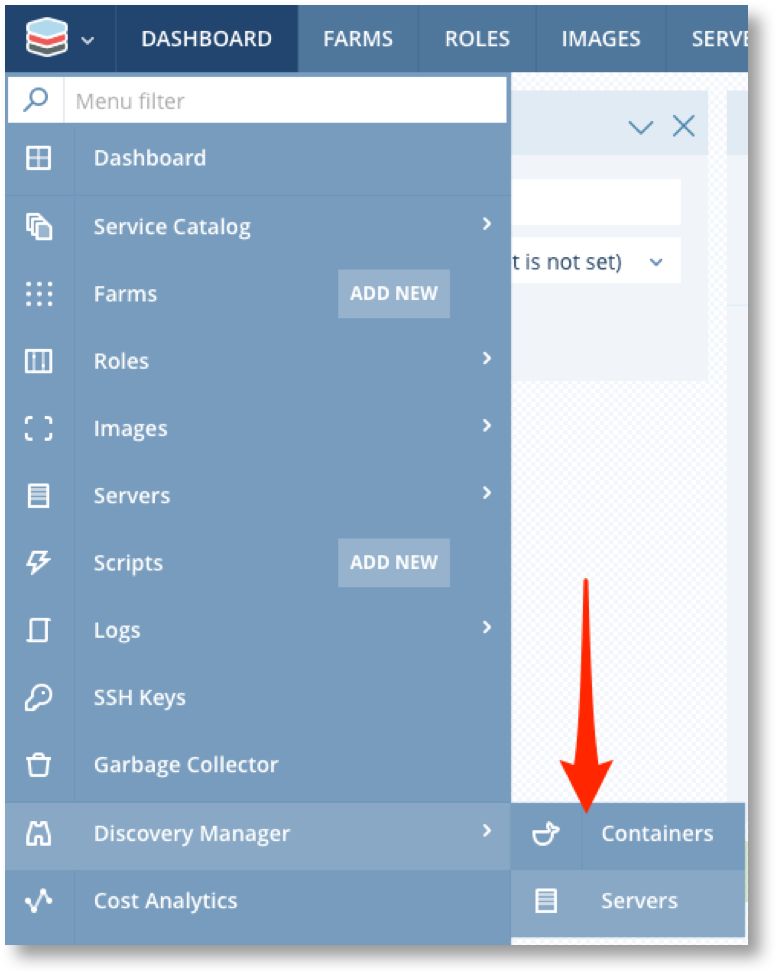 DASHBOARD FARMS ROLES IMAGES SERVE
Menu filter
Dashboard
Service Catalog
t is not set)
Farms ADD NEW
Roles
Images
Servers
Scripts ADD NEW
Logs
SSH Keys
Garbage Collector
Discovery Manager Containers
Cost Analytics Servers